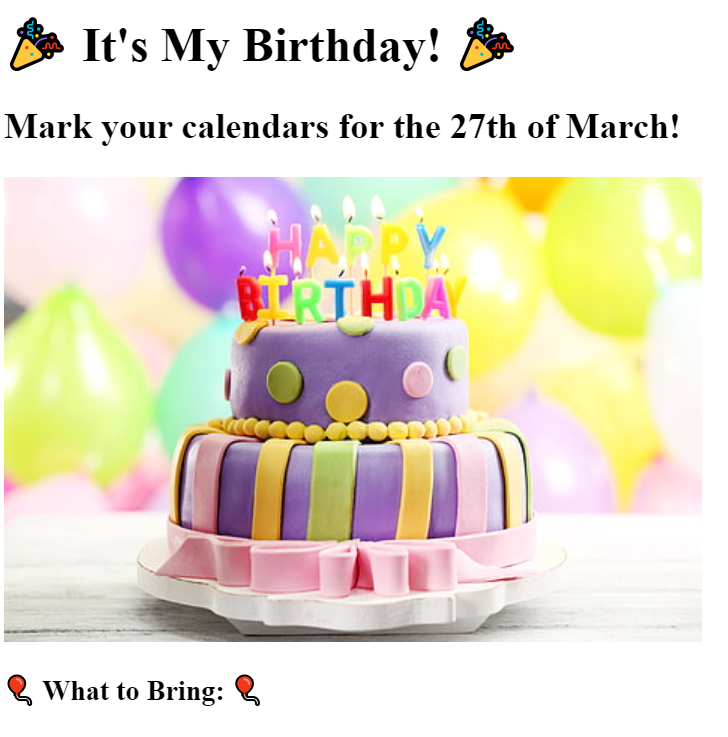 🎉 It's My Birthday! 🎉
Mark your calendars for the 27th of March!
HAPPY
BIRTHDAY
🎈 What to Bring: 🎈